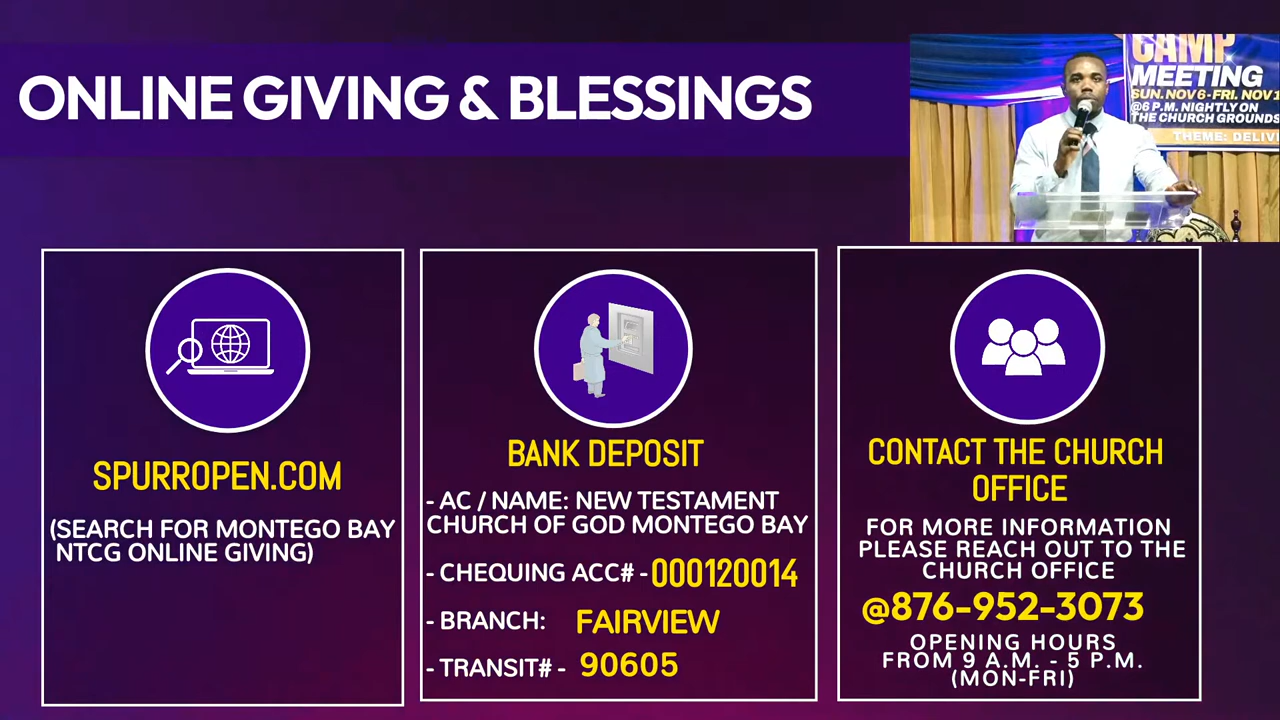 ONLINE GIVING & BLESSINGS
CAMP
MEETING
SUN. NOV 6 - FRI. NOV 1
@6 P.M. NIGHTLY ON
THE CHURCH GROUNDS
THEME:
SPURROPEN.COM
(SEARCH FOR MONTEGO BAY
NTCG ONLINE GIVING)
BANK DEPOSIT
- AC / NAME: NEW TESTAMENT
CHURCH OF GOD MONTEGO BAY
- CHEQUING ACC# - 000120014
- BRANCH: FAIRVIEW
- TRANSIT# - 90605
CONTACT THE CHURCH
OFFICE
FOR MORE INFORMATION
PLEASE REACH OUT TO THE
CHURCH OFFICE
@876-952-3073
OPENING HOURS
FROM 9 A.M. - 5 P.M.
(MON-FRI)